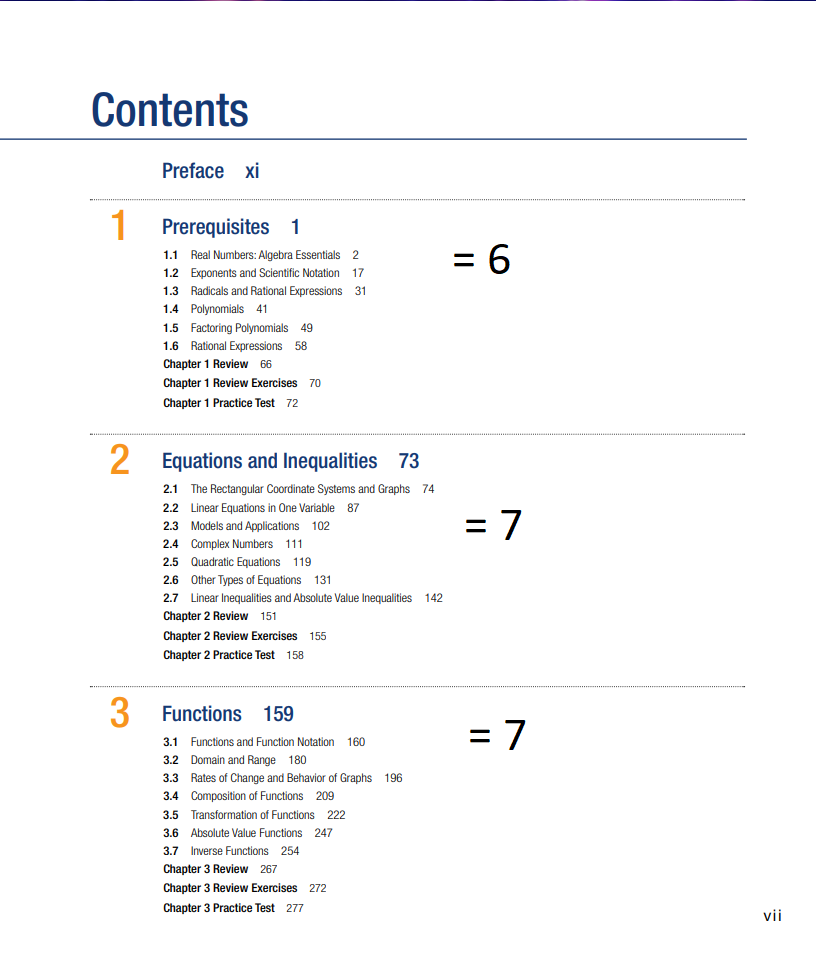 Contents
Preface xi
1 Prerequisites 1
1.1 Real Numbers: Algebra Essentials 2
= 6
1.2 Exponents and Scientific Notation 17
1.3 Radicals and Rational Expressions 31
1.4 Polynomials 41
1.5 Factoring Polynomials 49
1.6 Rational Expressions 58
Chapter 1 Review 66
Chapter 1 Review Exercises 70
Chapter 1 Practice Test 72
2 Equations and Inequalities 73
2.1 The Rectangular Coordinate Systems and Graphs 74
2.2 Linear Equations in One Variable 87
2.3 Models and Applications 102
= 7
2.4 Complex Numbers 111
2.5 Quadratic Equations 119
2.6 Other Types of Equations 131
2.7 Linear Inequalities and Absolute Value Inequalities 142
Chapter 2 Review 151
Chapter 2 Review Exercises 155
Chapter 2 Practice Test 158
3 Functions 159
3.1 Functions and Function Notation 160
= 7
3.2 Domain and Range 180
3.3 Rates of Change and Behavior of Graphs 196
3.4 Composition of Functions 209
3.5 Transformation of Functions 222
3.6 Absolute Value Functions 247
3.7 Inverse Functions 254
Chapter 3 Review 267
Chapter 3 Review Exercises 272
Chapter 3 Practice Test 277
vii